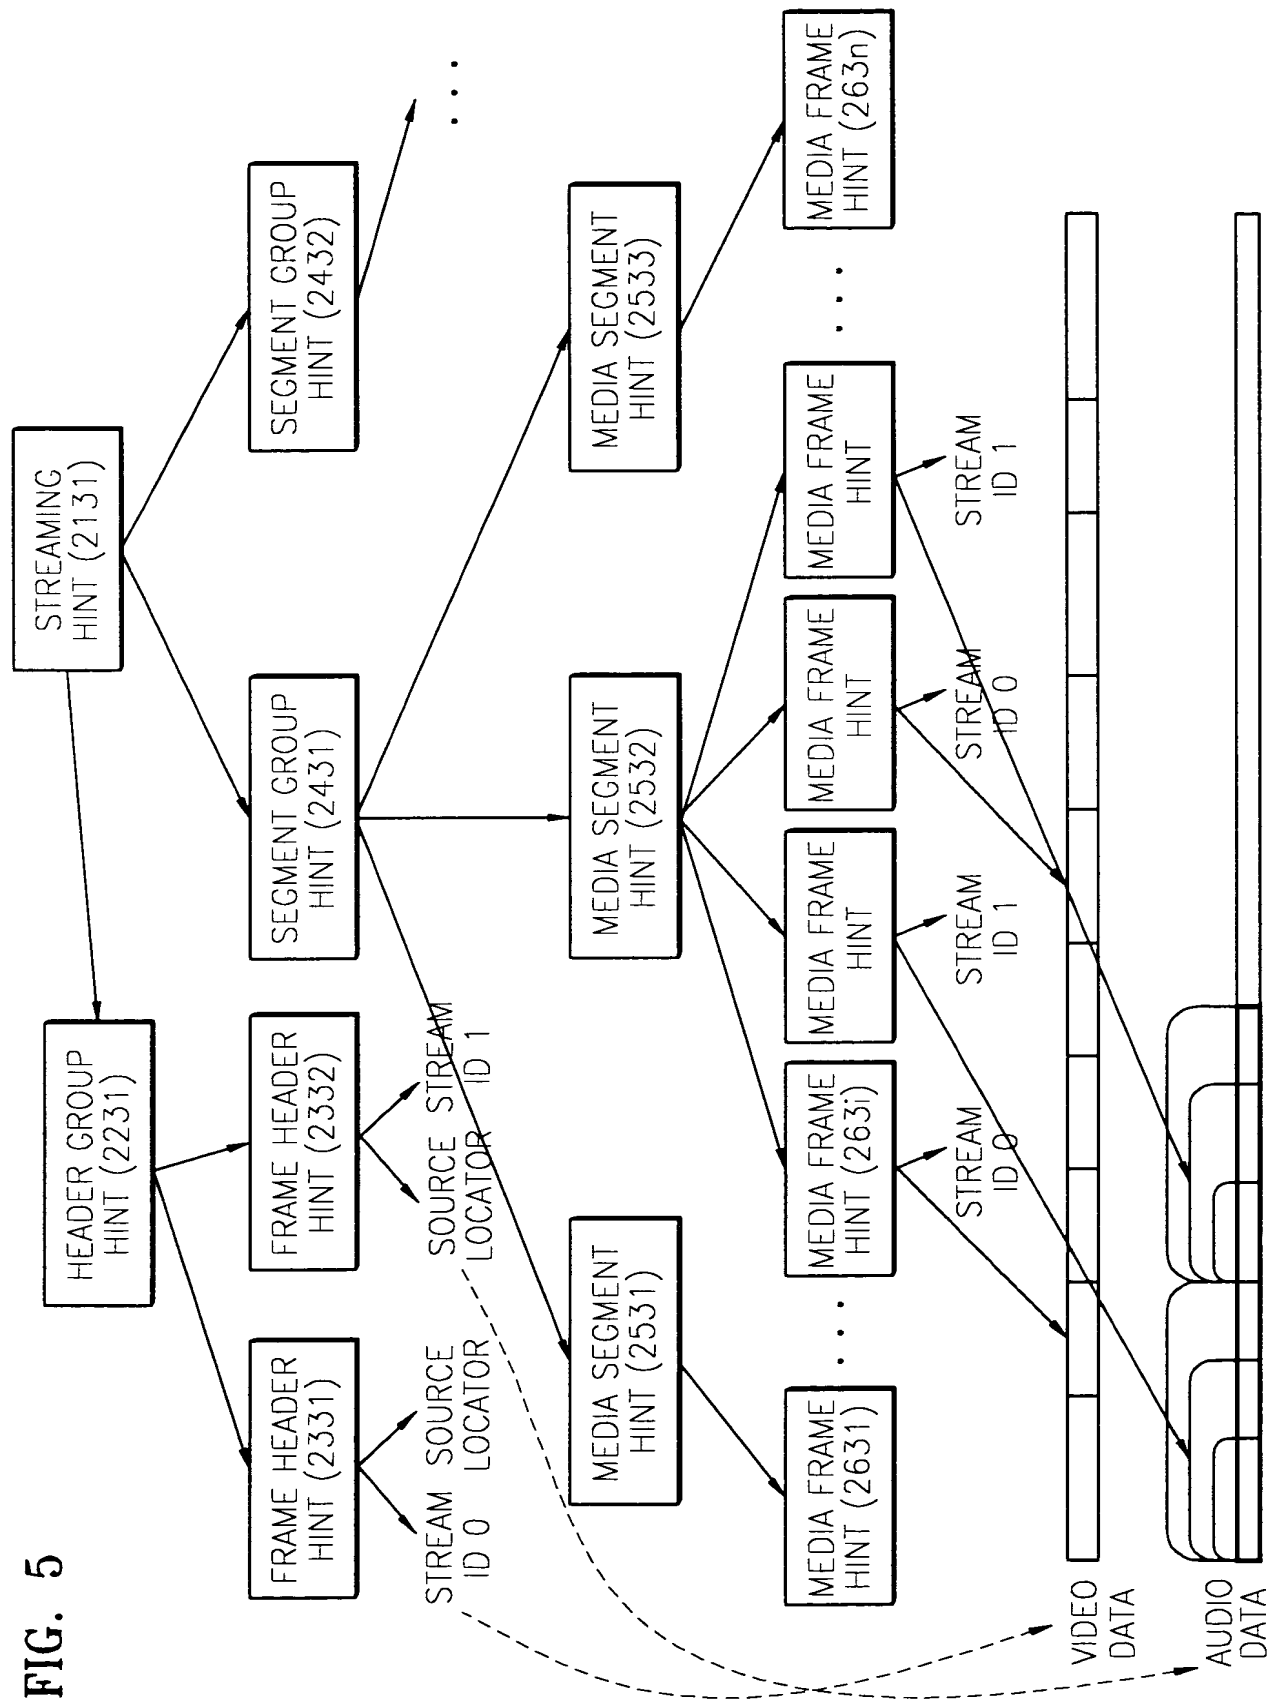 FIG. 5
STREAMING
HINT (2131)
HEADER GROUP
HINT (2231)
FRAME HEADER
HINT (2331)
FRAME HEADER
HINT (2332)
SEGMENT GROUP
HINT (2431)
SEGMENT GROUP
HINT (2432)
...
STREAM
ID 0
SOURCE
LOCATOR
SOURCE
LOCATOR
STREAM
ID 1
MEDIA SEGMENT
HINT (2531)
MEDIA SEGMENT
HINT (2532)
MEDIA SEGMENT
HINT (2533)
MEDIA FRAME
HINT (2631)
...
MEDIA FRAME
HINT (263i)
MEDIA FRAME
HINT
MEDIA FRAME
HINT
MEDIA FRAME
HINT
...
MEDIA FRAME
HINT (263n)
STREAM
ID 0
STREAM
ID 1
STREAM
ID 0
STREAM
ID 1
VIDEO
DATA
AUDIO
DATA